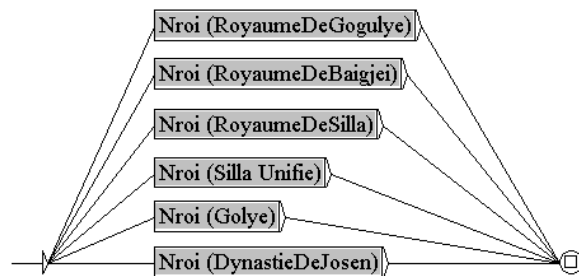 Nroi (RoyaumeDeGogulye)
Nroi (RoyaumeDeBaigjei)
Nroi (RoyaumeDeSilla)
Nroi (Silla Unifie)
Nroi (Golye)
Nroi (DynastieDeJosen)